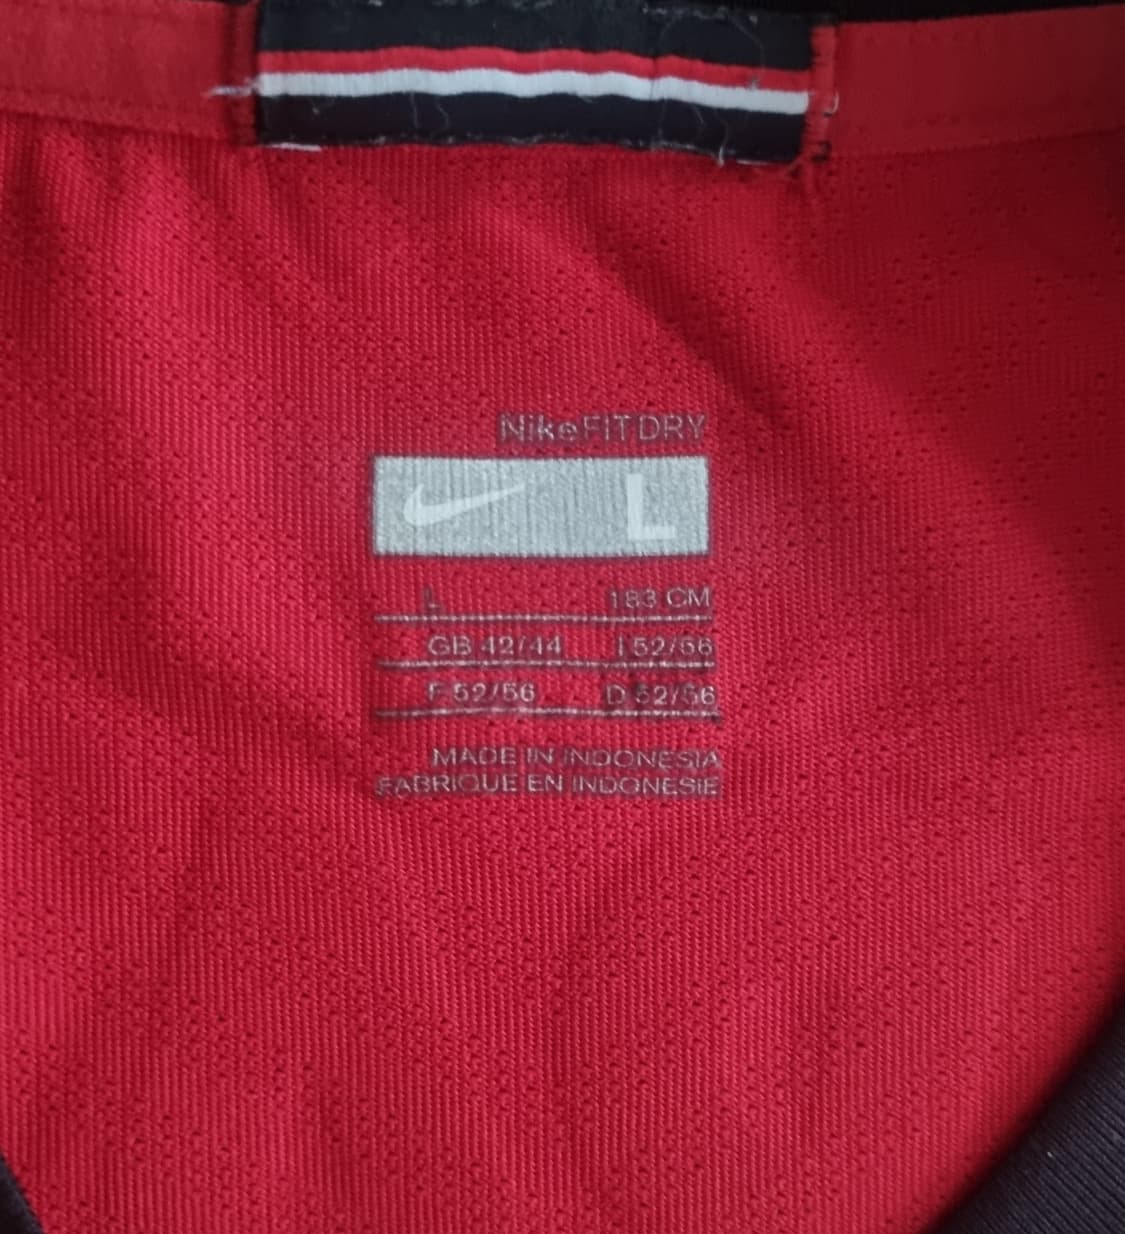 NikeFITDRY
L
L 183 CM
GB 42/44 I 52/56
F 52/56 D 52/56
MADE IN INDONESIA
FABRIQUE EN INDONESIE